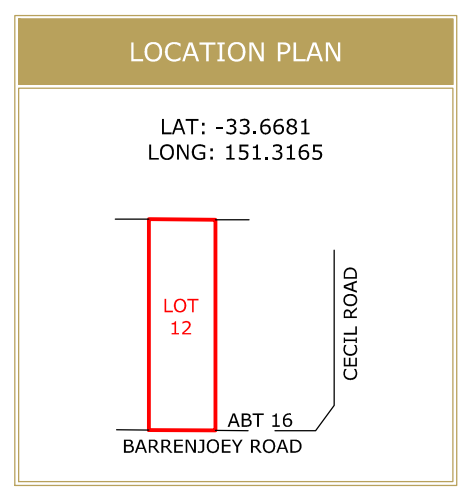 LOCATION PLAN
LAT: -33.6681
LONG: 151.3165
LOT
12
CECIL ROAD
ABT 16
BARRENJOEY ROAD